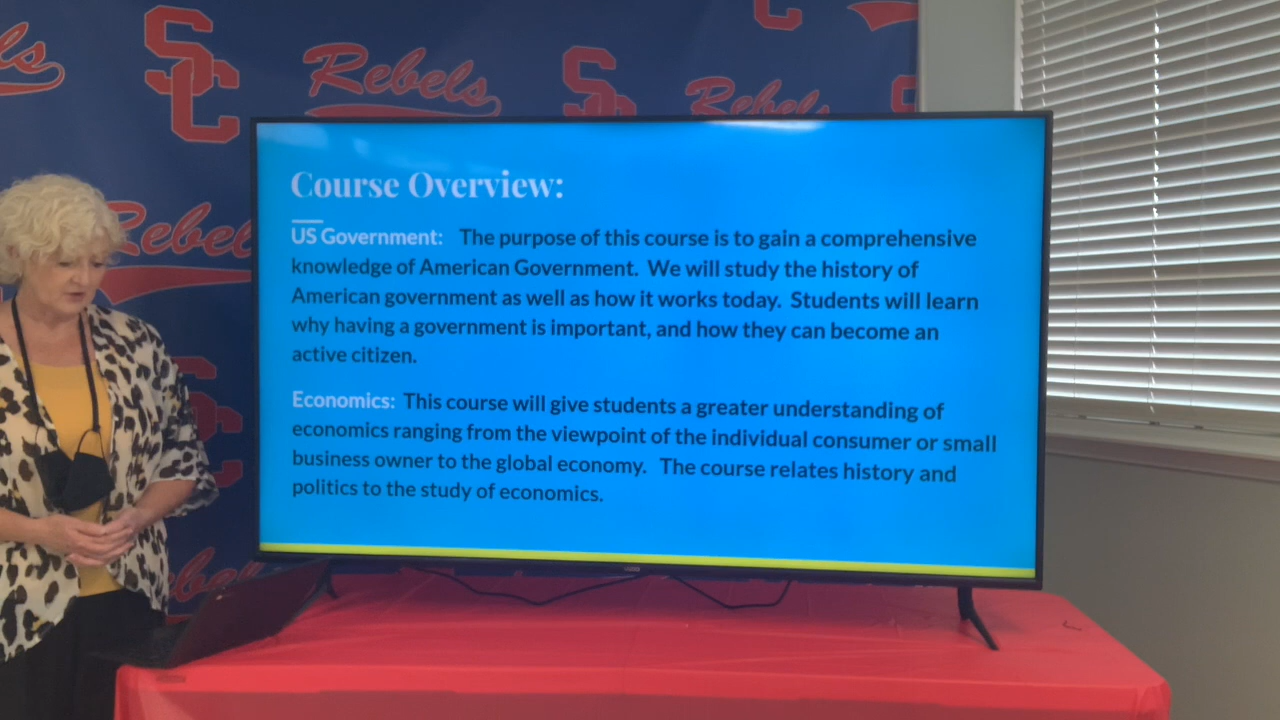 SC
Rebels
SC
Rebels
Rebels
Course Overview:
US Government: The purpose of this course is to gain a comprehensive
knowledge of American Government. We will study the history of
American government as well as how it works today. Students will learn
why having a government is important, and how they can become an
active citizen.
Economics: This course will give students a greater understanding of
economics ranging from the viewpoint of the individual consumer or small
business owner to the global economy. The course relates history and
politics to the study of economics.